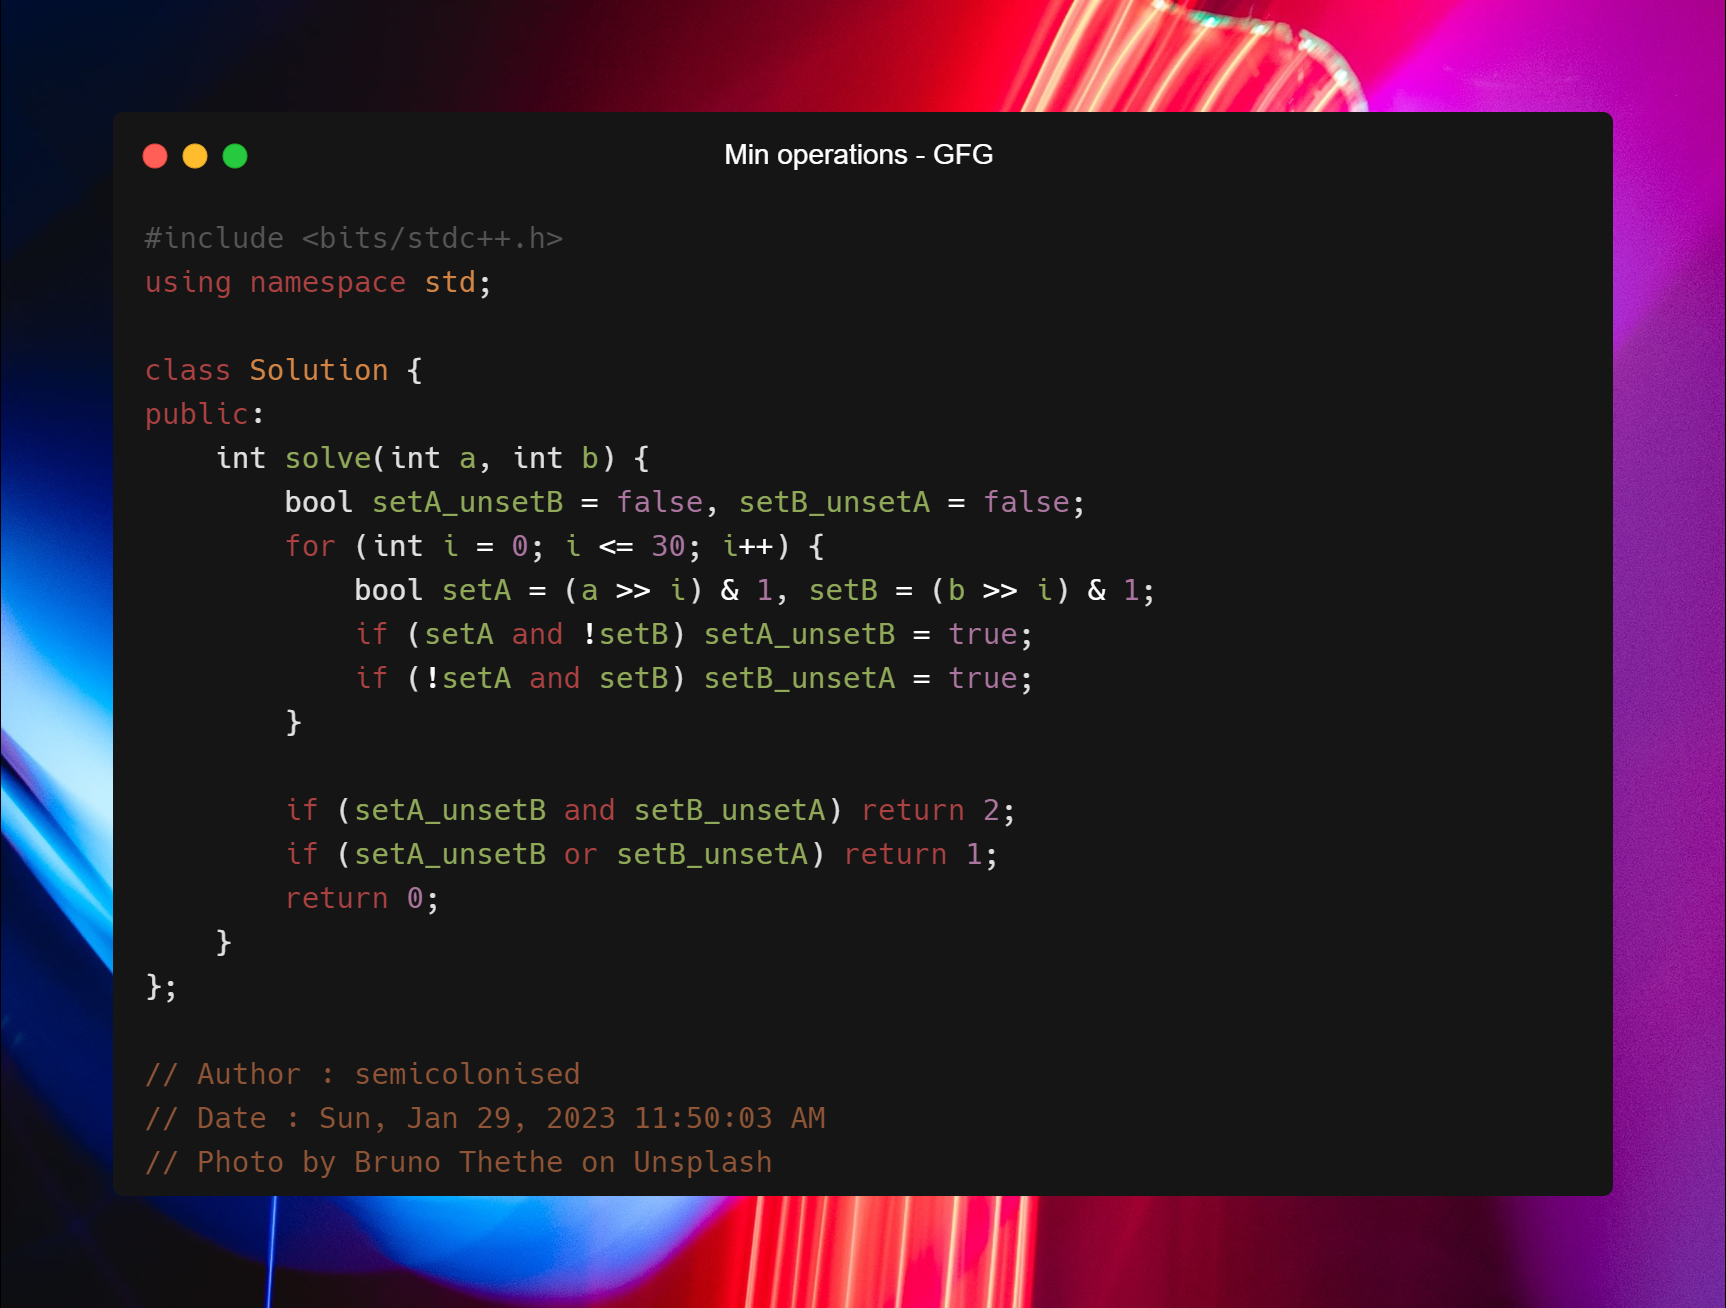 Min operations - GFG
#include <bits/stdc++.h>
using namespace std;
class Solution {
public:
    int solve(int a, int b) {
        bool setA_unsetB = false, setB_unsetA = false;
        for (int i = 0; i <= 30; i++) {
            bool setA = (a >> i) & 1, setB = (b >> i) & 1;
            if (setA and !setB) setA_unsetB = true;
            if (!setA and setB) setB_unsetA = true;
        }
        if (setA_unsetB and setB_unsetA) return 2;
        if (setA_unsetB or setB_unsetA) return 1;
        return 0;
    }
};
// Author : semicolonised
// Date : Sun, Jan 29, 2023 11:50:03 AM
// Photo by Bruno Thethe on Unsplash